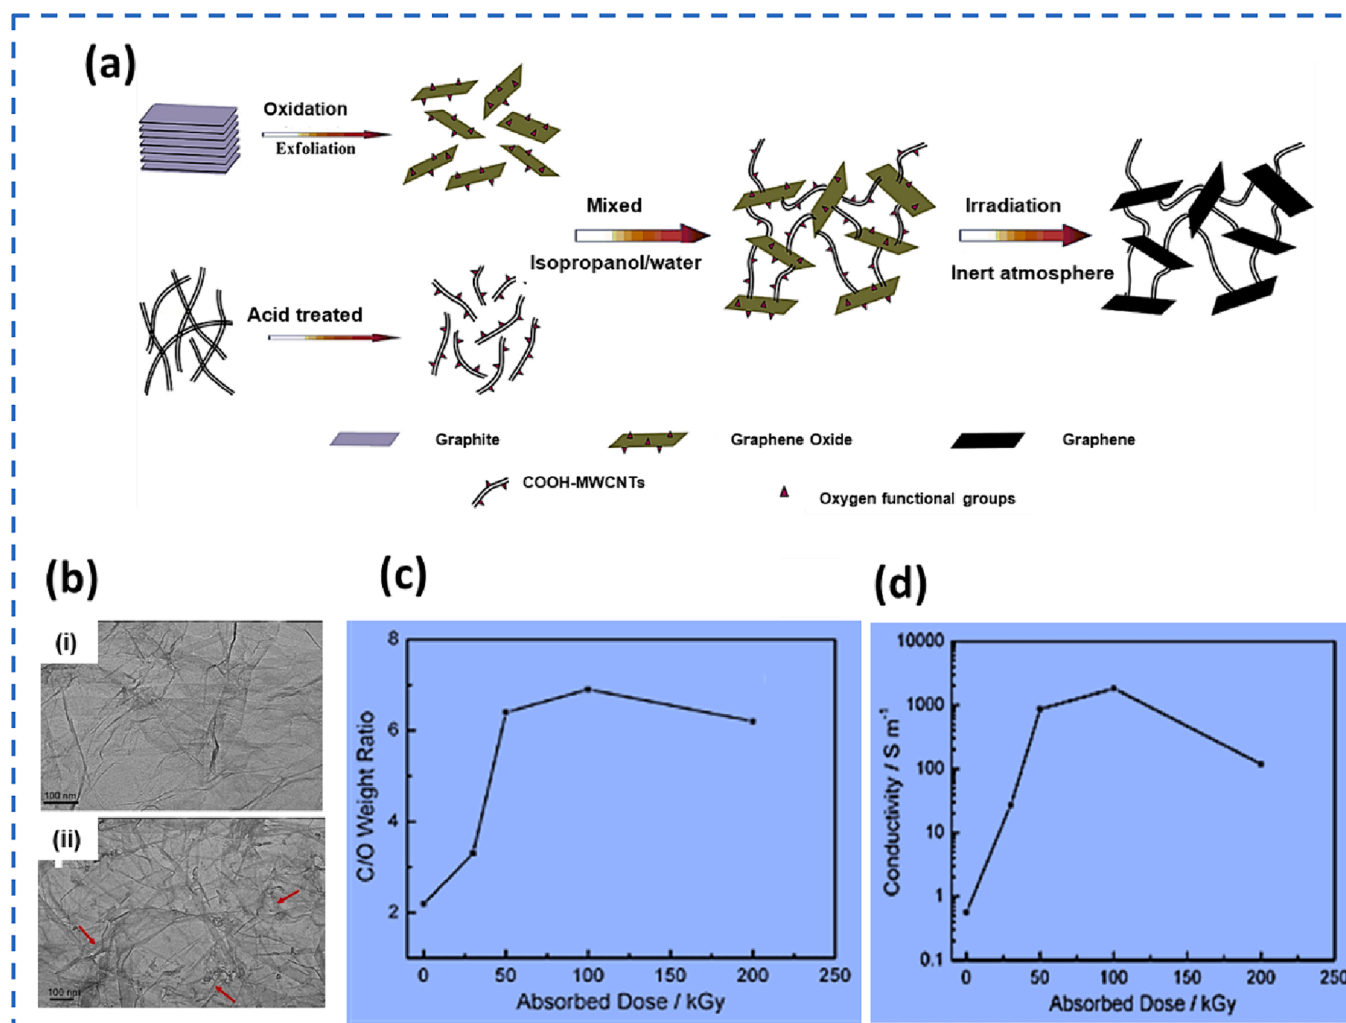 (a)
Oxidation
Exfoliation
Acid treated
Mixed
Isopropanol/water
Irradiation
Inert atmosphere
Graphite
Graphene Oxide
Graphene
COOH-MWCNTs
Oxygen functional groups
(b)
(i)
100 nm
(ii)
100 nm
(c)
8
6
4
2
C/O Weight Ratio
0 50 100 150 200 250
Absorbed Dose / kGy
(d)
10000
1000
100
10
1
0.1
Conductivity / S m⁻¹
0 50 100 150 200 250
Absorbed Dose / kGy